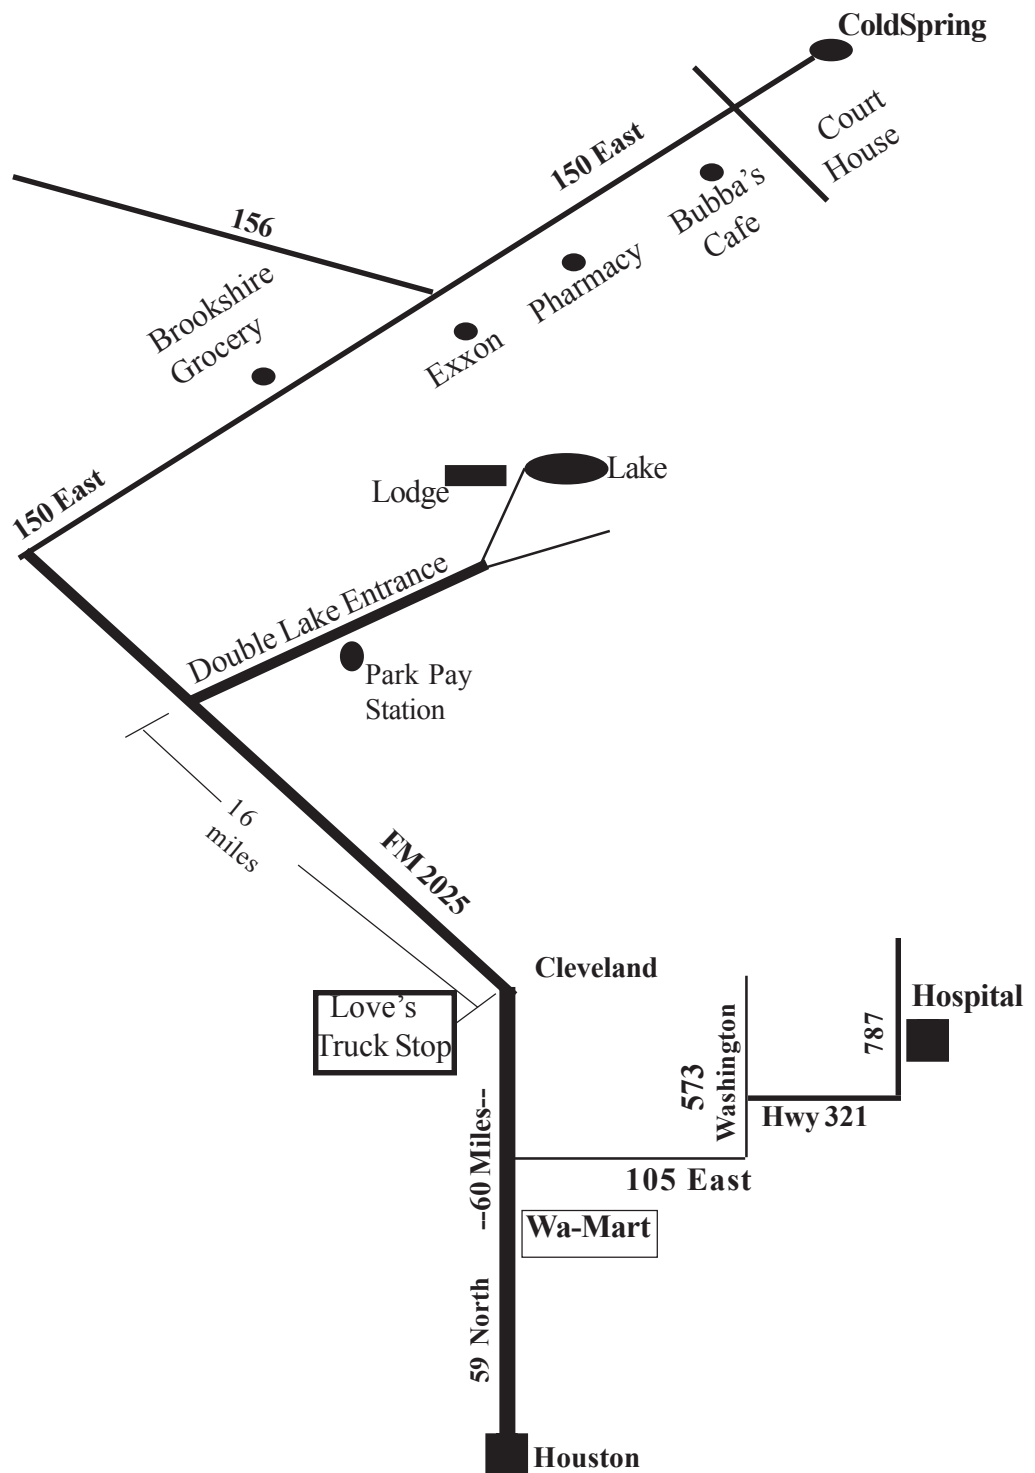 ColdSpring
Court
House
150 East
Bubba's
Cafe
156
Pharmacy
Brookshire
Grocery
Exxon
150 East
Lake
Lodge
Double Lake Entrance
Park Pay
Station
16
miles
FM 2025
Cleveland
Love's
Truck Stop
Hospital
787
573
Washington
Hwy 321
--60 Miles--
105 East
Wa-Mart
59 North
Houston